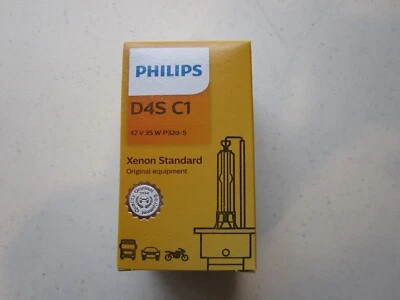 PHILIPS
D4S C1
42 V 35 W P32d-5
Xenon Standard
Original equipment